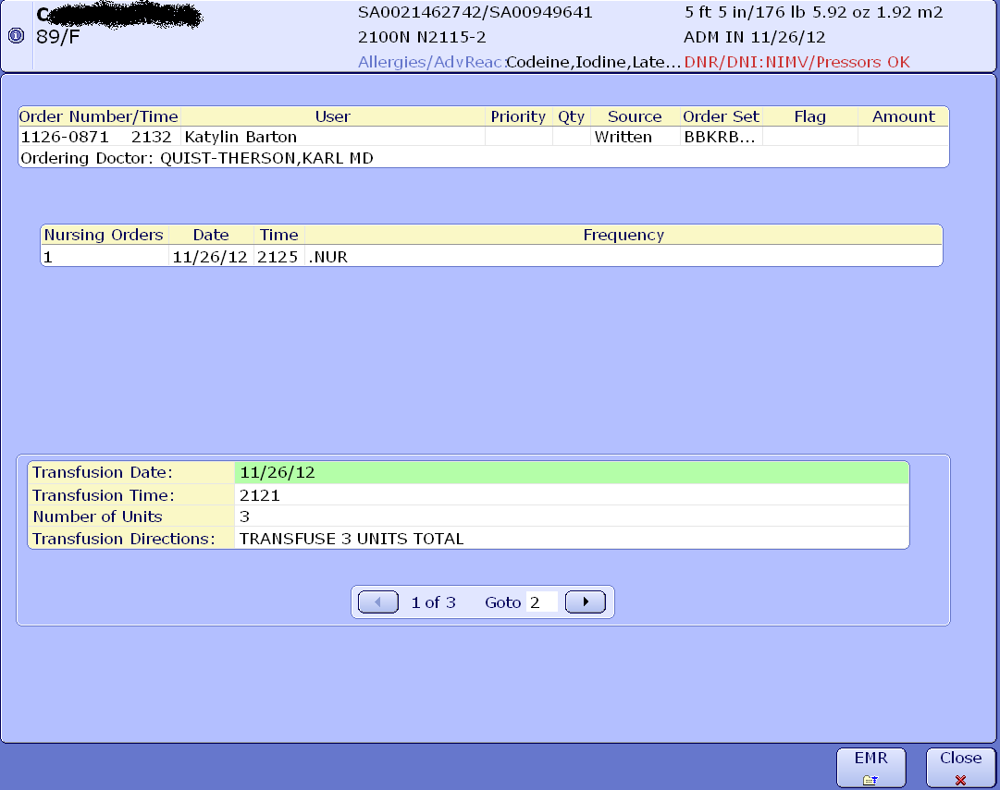 C
89/F
SA0021462742/SA00949641
2100N N2115-2
Allergies/AdvReac:Codeine,Iodine,Late...
5 ft 5 in/176 lb 5.92 oz 1.92 m2
ADM IN 11/26/12
DNR/DNI:NIMV/Pressors OK
Order Number/Time User Priority Qty Source Order Set Flag Amount
1126-0871 2132 Katylin Barton Written BBKRB...
Ordering Doctor: QUIST-THERSON,KARL MD
Nursing Orders Date Time Frequency
1 11/26/12 2125 .NUR
Transfusion Date: 11/26/12
Transfusion Time: 2121
Number of Units 3
Transfusion Directions: TRANSFUSE 3 UNITS TOTAL
1 of 3 Goto 2
EMR Close